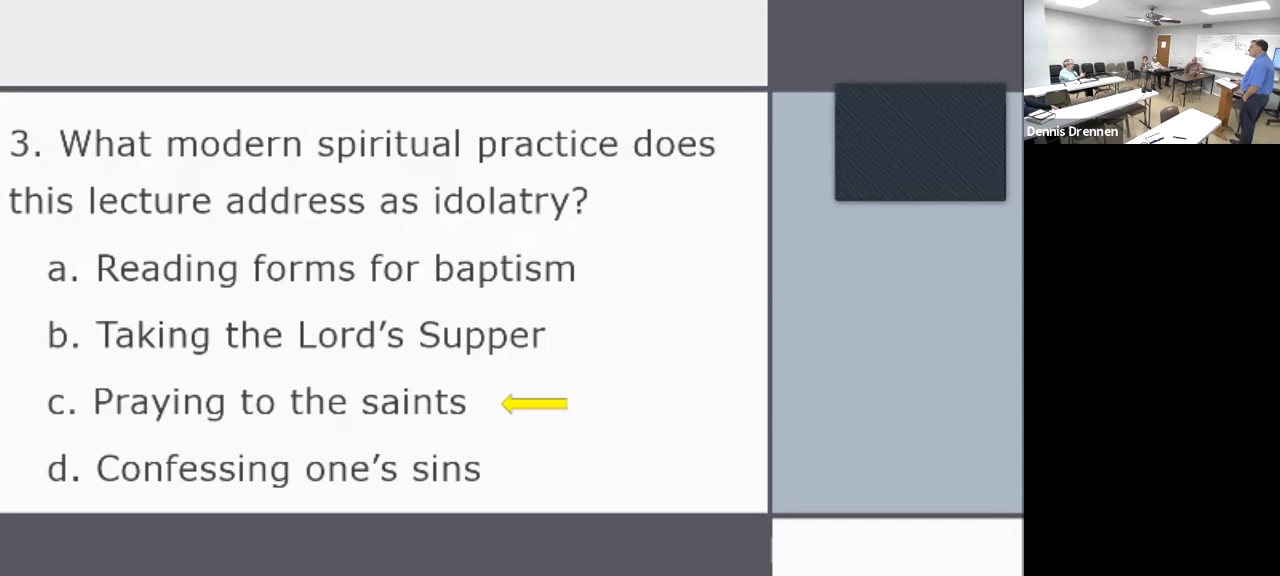 3. What modern spiritual practice does
this lecture address as idolatry?
a. Reading forms for baptism
b. Taking the Lord’s Supper
c. Praying to the saints
d. Confessing one’s sins
Dennis Drennen